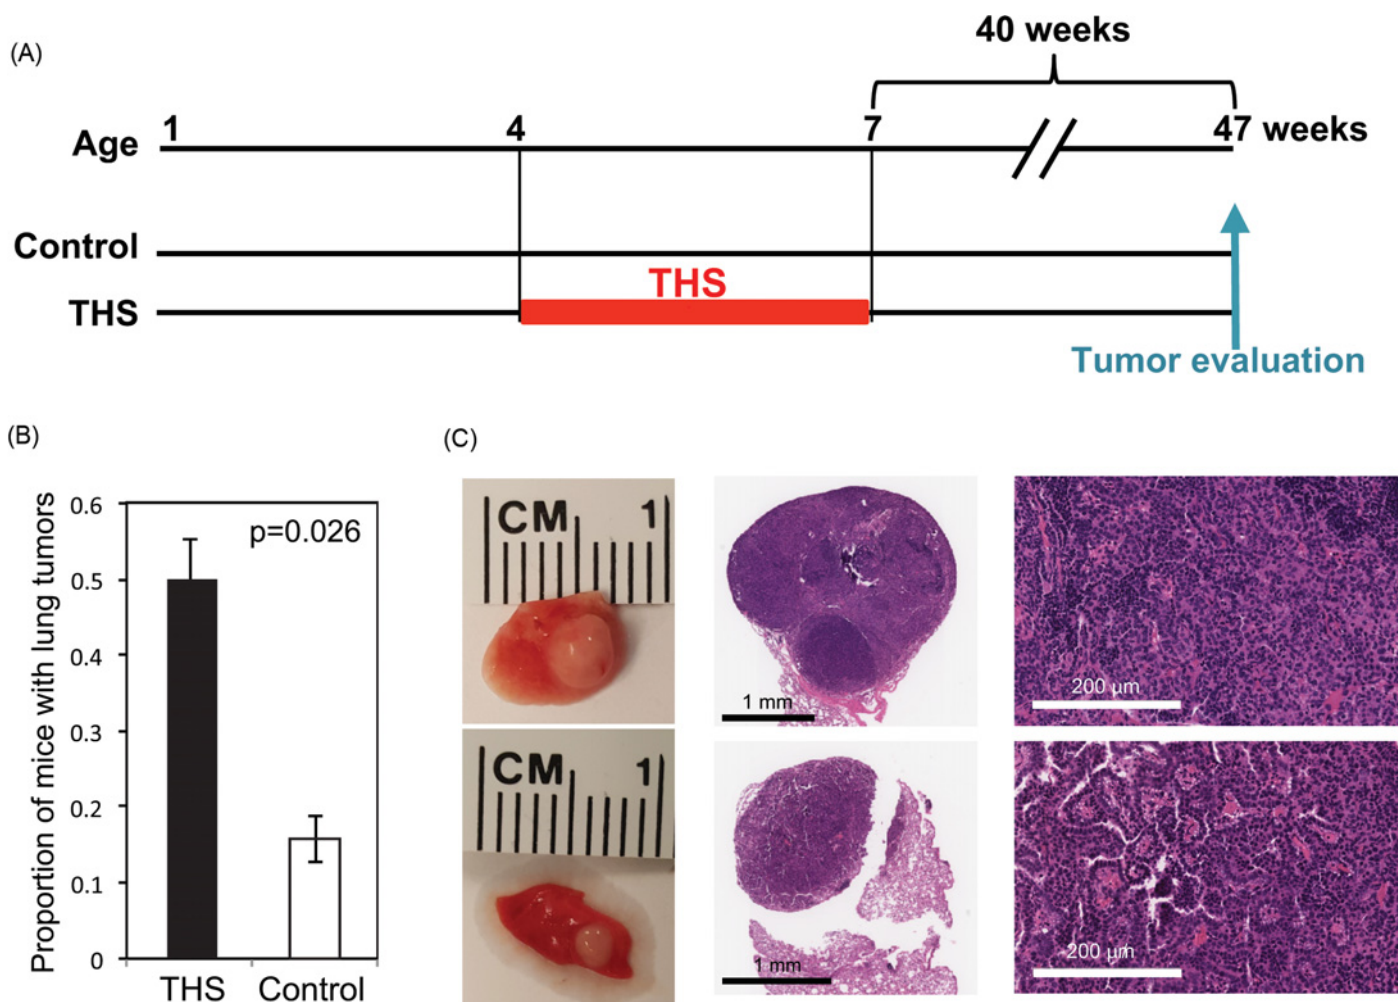 (A)
40 weeks
Age 1 4 7 47 weeks
Control
THS
THS
Tumor evaluation
(B)
Proportion of mice with lung tumors
0.6
0.5
0.4
0.3
0.2
0.1
0
p=0.026
THS Control
(C)
CM 1
1 mm
200 µm
CM 1
1 mm
200 µm